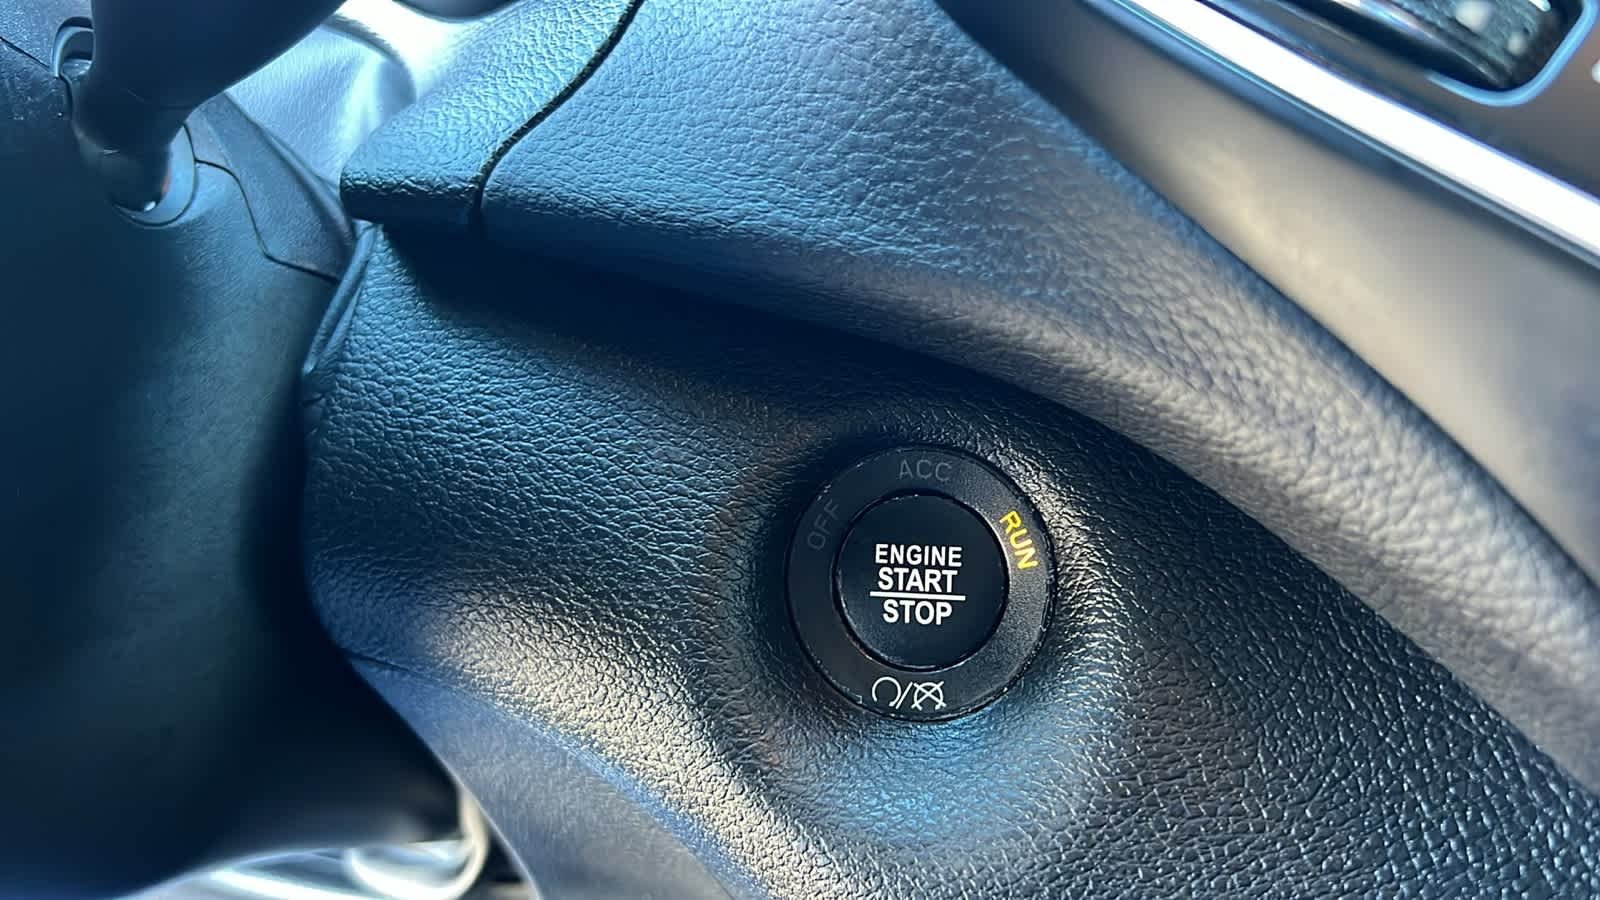 ACC
OFF
RUN
ENGINE
START
STOP